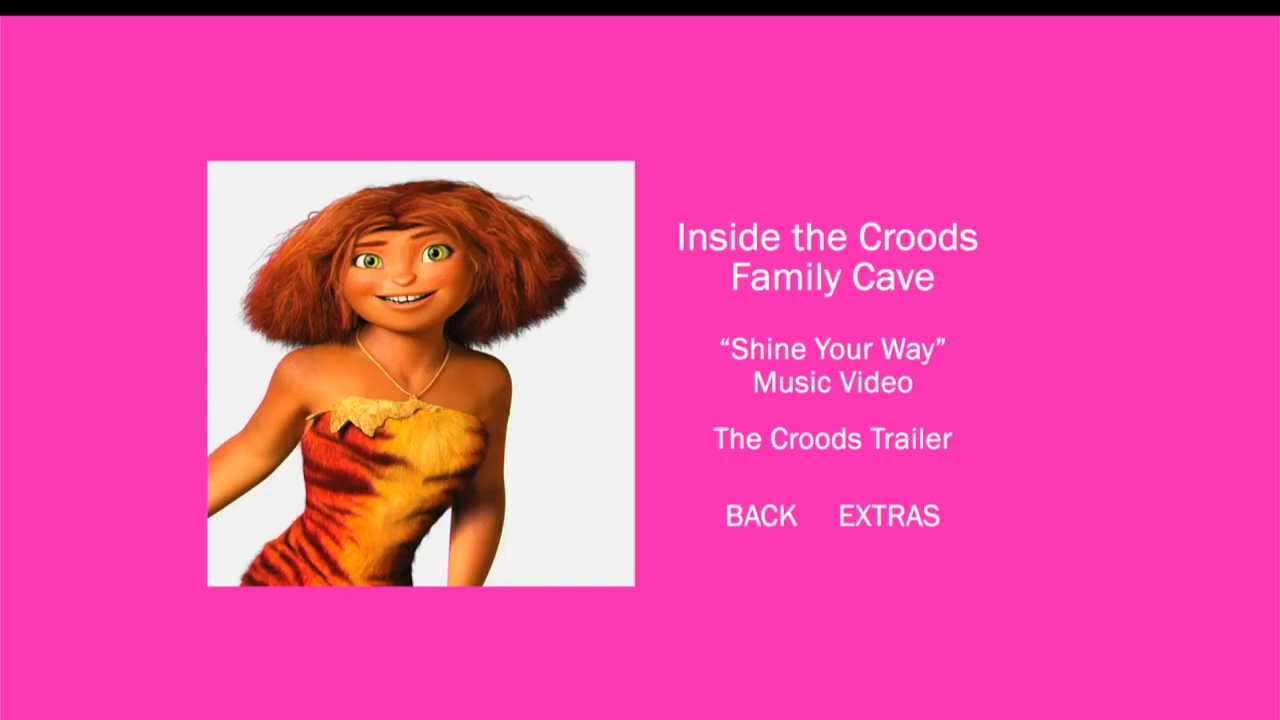 Inside the Croods
Family Cave
“Shine Your Way”
Music Video
The Croods Trailer
BACK EXTRAS